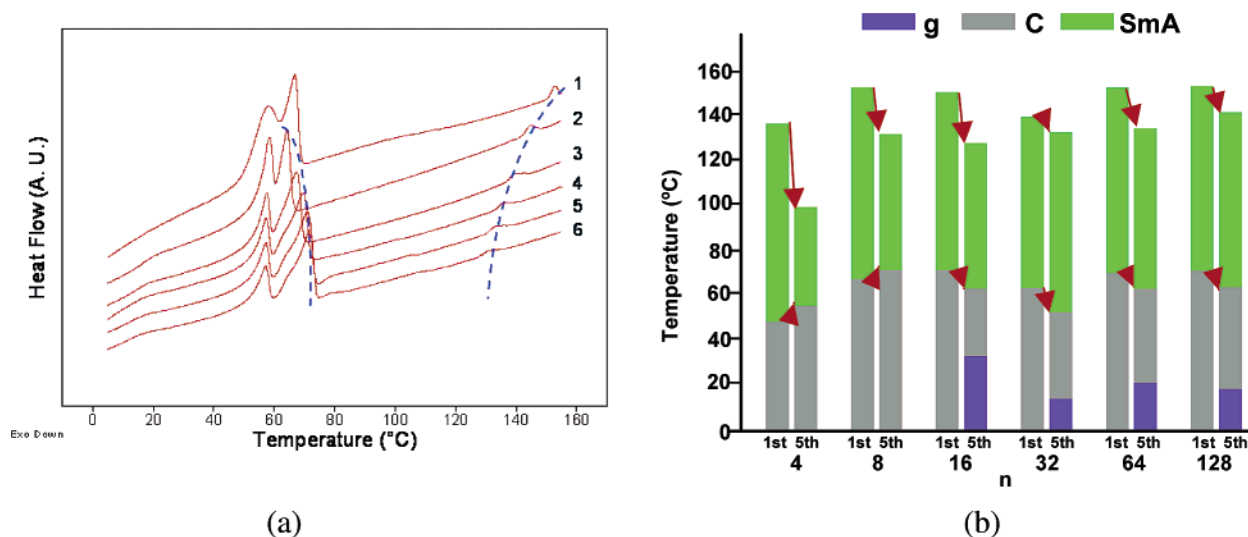 Heat Flow (A. U.)
1
2
3
4
5
6
0 20 40 60 80 100 120 140 160
Exo Down
Temperature (°C)
(a)
g C SmA
Temperature (ºC)
160
140
120
100
80
60
40
20
0
1st 5th 1st 5th 1st 5th 1st 5th 1st 5th 1st 5th
4 8 16 32 64 128
n
(b)